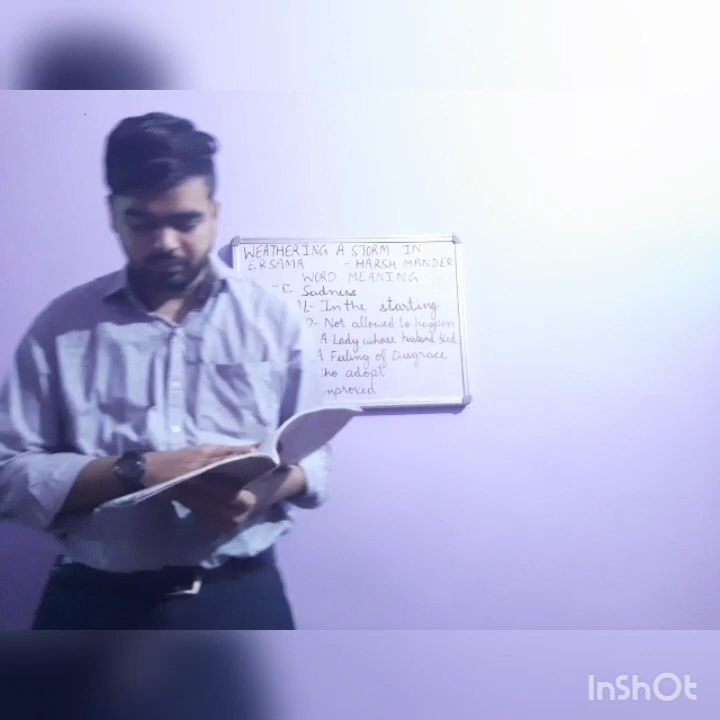 WEATHERING A STORM IN
ERSAMA - HARSH MANDER
WORD MEANING
Sadness
In the starting
Not allowed to happen
A Lady whose husband died
A Feeling of Disgrace
adopt
InShOt